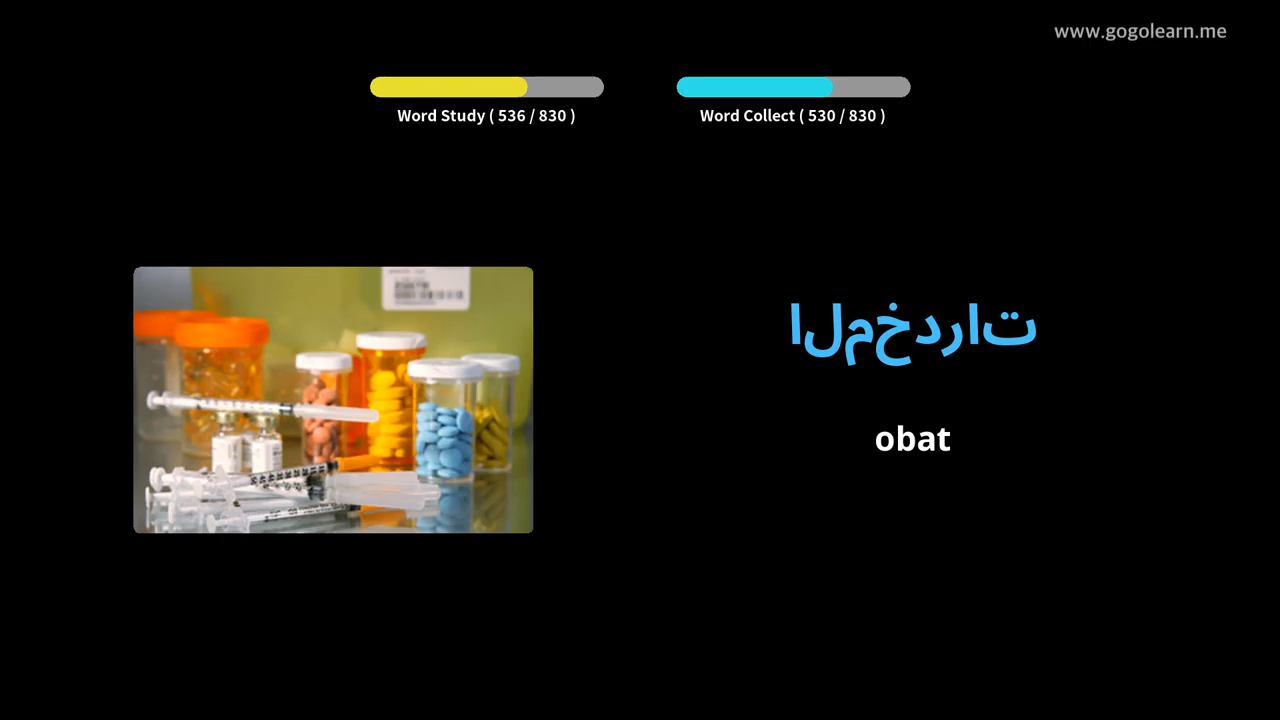 www.gogolearn.me
Word Study ( 536 / 830 )
Word Collect ( 530 / 830 )
المخدرات
obat